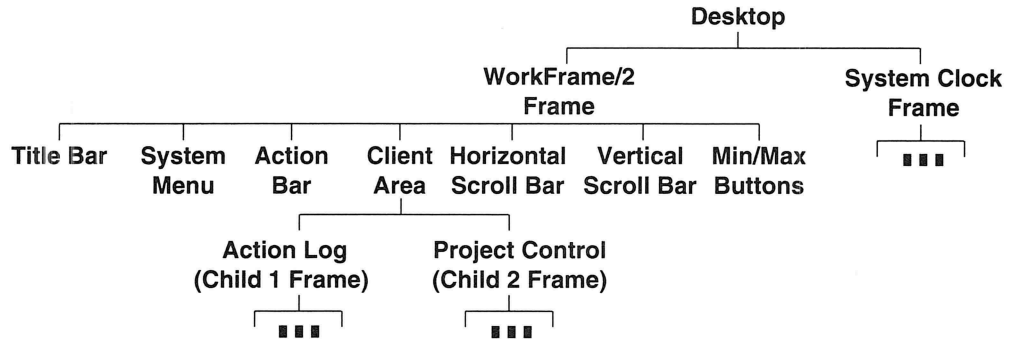 Desktop
WorkFrame/2
Frame
System Clock
Frame
Title Bar
System
Menu
Action
Bar
Client
Area
Horizontal
Scroll Bar
Vertical
Scroll Bar
Min/Max
Buttons
Action Log
(Child 1 Frame)
Project Control
(Child 2 Frame)